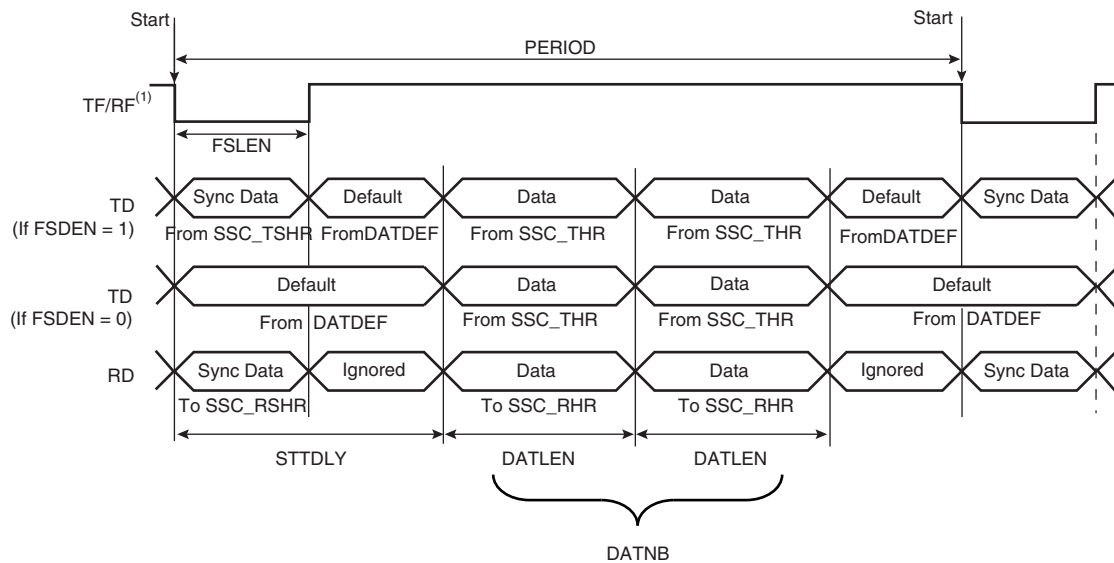 Start
Start
PERIOD
TF/RF(1)
FSLEN
TD
(If FSDEN = 1)
Sync Data
Default
Data
Data
Default
Sync Data
From SSC_TSHR
FromDATDEF
From SSC_THR
From SSC_THR
FromDATDEF
TD
(If FSDEN = 0)
Default
Data
Data
Default
From DATDEF
From SSC_THR
From SSC_THR
From DATDEF
RD
Sync Data
Ignored
Data
Data
Ignored
Sync Data
To SSC_RSHR
To SSC_RHR
To SSC_RHR
STTDLY
DATLEN
DATLEN
DATNB